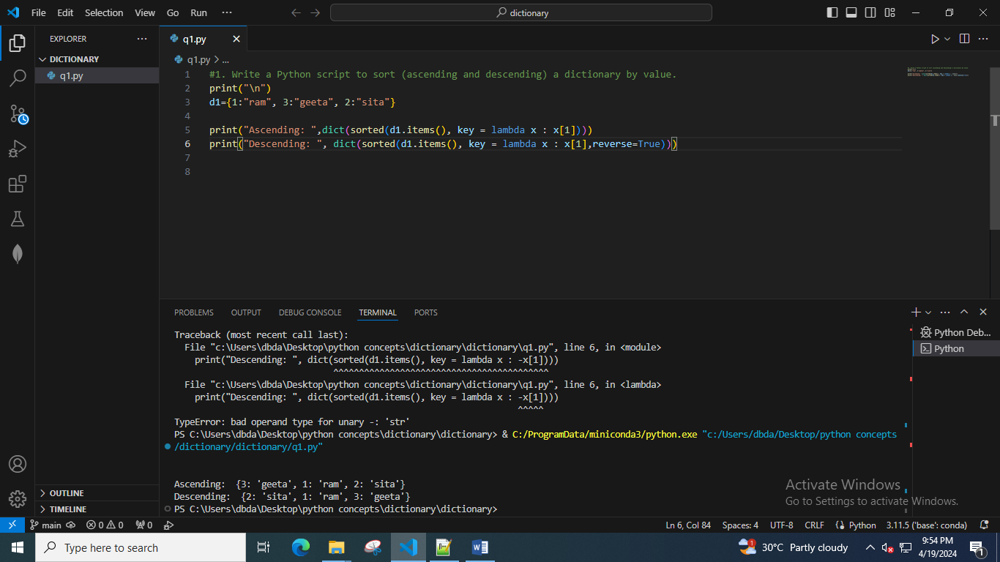 File Edit Selection View Go Run ···
dictionary
EXPLORER ···
DICTIONARY
q1.py
q1.py
q1.py > ...
1 #1. Write a Python script to sort (ascending and descending) a dictionary by value.
2 print("\n")
3 d1={1:"ram", 3:"geeta", 2:"sita"}
4
5 print("Ascending: ",dict(sorted(d1.items(), key = lambda x : x[1])))
6 print("Descending: ", dict(sorted(d1.items(), key = lambda x : x[1],reverse=True)))
7
8
PROBLEMS OUTPUT DEBUG CONSOLE TERMINAL PORTS
Traceback (most recent call last):
File "c:\Users\dbda\Desktop\python concepts\dictionary\dictionary\q1.py", line 6, in <module>
print("Descending: ", dict(sorted(d1.items(), key = lambda x : -x[1])))
^^^^^^^^^^^^^^^^^^^^^^^^^^^^^^^^^^^^^^^^^^
File "c:\Users\dbda\Desktop\python concepts\dictionary\dictionary\q1.py", line 6, in <lambda>
print("Descending: ", dict(sorted(d1.items(), key = lambda x : -x[1])))
^^^^^
TypeError: bad operand type for unary -: 'str'
PS C:\Users\dbda\Desktop\python concepts\dictionary\dictionary> & C:/ProgramData/miniconda3/python.exe "c:/Users/dbda/Desktop/python concepts
/dictionary/dictionary/q1.py"
Ascending:  {3: 'geeta', 1: 'ram', 2: 'sita'}
Descending:  {2: 'sita', 1: 'ram', 3: 'geeta'}
PS C:\Users\dbda\Desktop\python concepts\dictionary\dictionary>
Python Deb...
Python
OUTLINE
TIMELINE
Activate Windows
Go to Settings to activate Windows.
main 0 0 0
Ln 6, Col 84 Spaces: 4 UTF-8 CRLF Python 3.11.5 ('base': conda)
Type here to search
1 30°C Partly cloudy
9:54 PM
4/19/2024
1